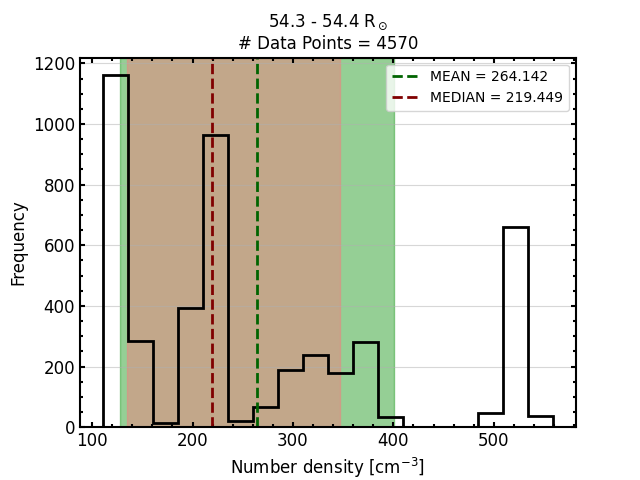 54.3 - 54.4 R⊙
# Data Points = 4570
MEAN = 264.142
MEDIAN = 219.449
1200
1000
800
600
400
200
0
Frequency
100 200 300 400 500
Number density [cm⁻³]